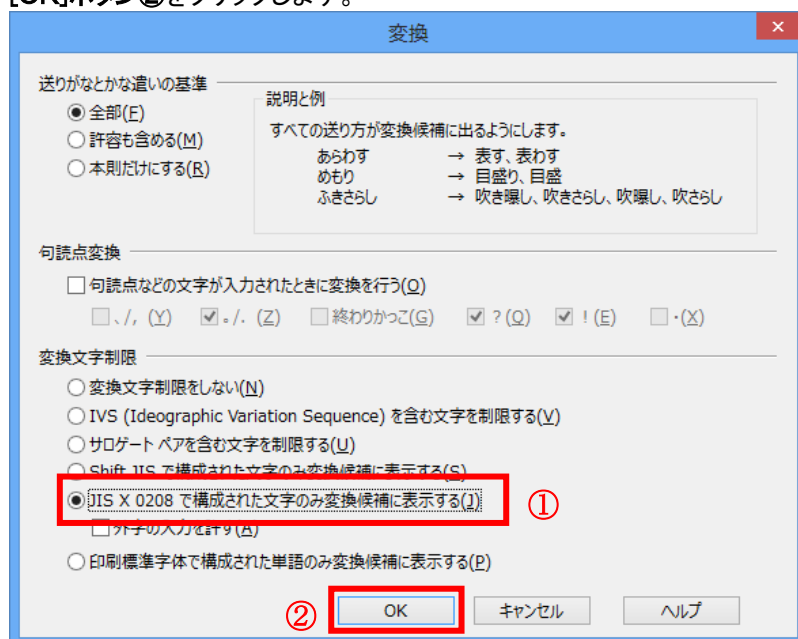 [OK]ボタン②をクリックします。
変換
送りがなとかな遣いの基準
全部(F)
許容も含める(M)
本則だけにする(R)
説明と例
すべての送り方が変換候補に出るようにします。
あらわす → 表す、表わす
めもり → 目盛り、目盛
ふきさらし → 吹き曝し、吹きさらし、吹曝し、吹さらし
句読点変換
句読点などの文字が入力されたときに変換を行う(O)
、/, (Y) 。/. (Z) 終わりかっこ(G) ? (Q) ! (E) ・(X)
変換文字制限
変換文字制限をしない(N)
IVS (Ideographic Variation Sequence) を含む文字を制限する(V)
サロゲート ペアを含む文字を制限する(U)
Shift JIS で構成された文字のみ変換候補に表示する(S)
JIS X 0208 で構成された文字のみ変換候補に表示する(J) ①
外字の入力を許す(A)
印刷標準字体で構成された単語のみ変換候補に表示する(P)
② OK キャンセル ヘルプ